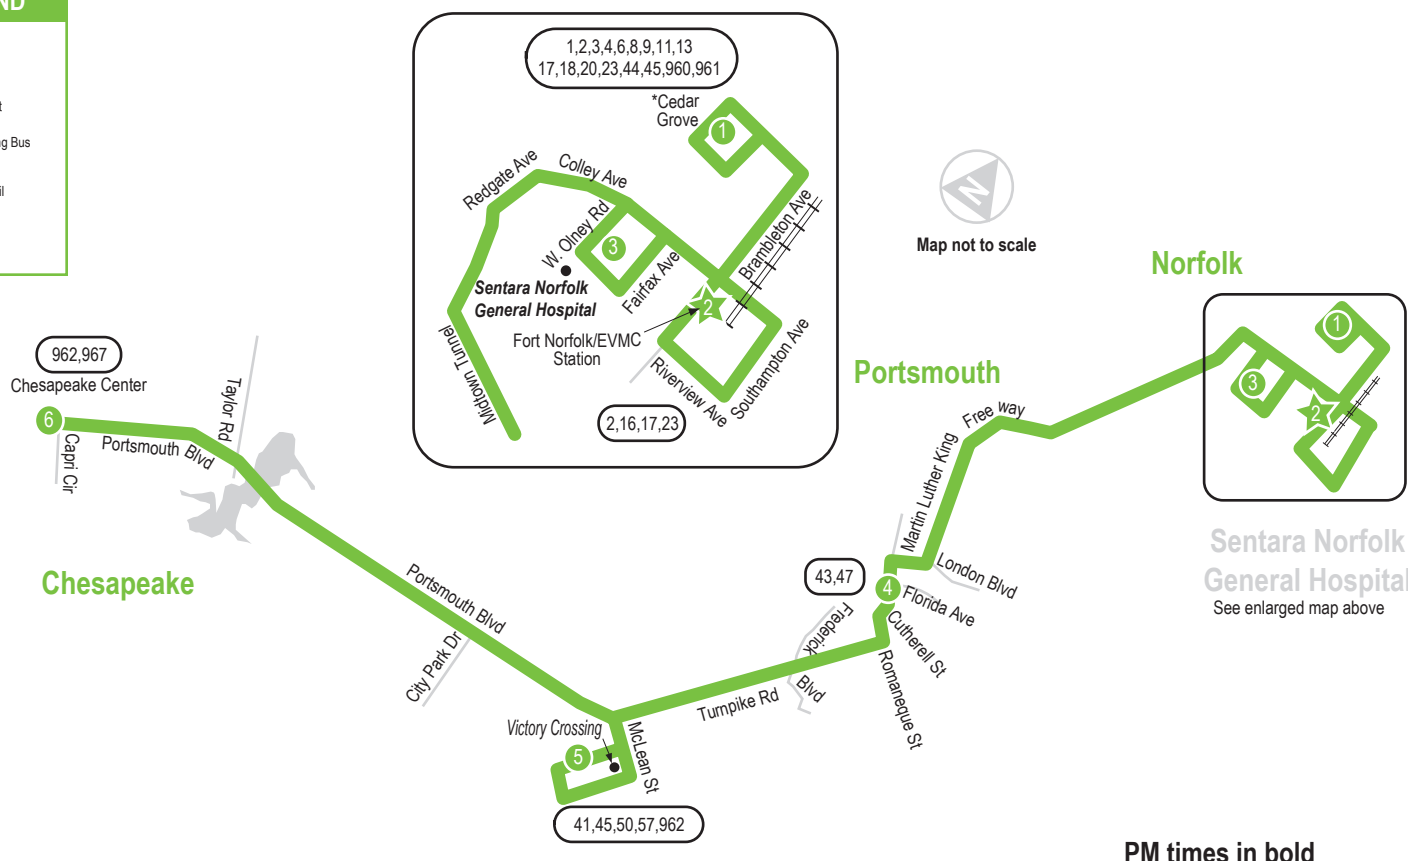 ND
t
ng Bus
il
1,2,3,4,6,8,9,11,13
17,18,20,23,44,45,960,961
*Cedar
Grove
1
Redgate Ave
Colley Ave
W. Olney Rd
3
Fairfax Ave
Brambleton Ave
Sentara Norfolk
General Hospital
2
Fort Norfolk/EVMC
Station
Midtown Tunnel
Riverview Ave
Southampton Ave
2,16,17,23
N
Map not to scale
Norfolk
1
3
2
Sentara Norfolk
General Hospital
See enlarged map above
Portsmouth
Free way
Martin Luther King
London Blvd
43,47
4
Florida Ave
Cutherell St
Frederick
Blvd
Romaneque St
Turnpike Rd
962,967
Chesapeake Center
6
Capri Cir
Portsmouth Blvd
Taylor Rd
Chesapeake
Portsmouth Blvd
City Park Dr
Victory Crossing
5
McLean St
41,45,50,57,962
PM times in bold